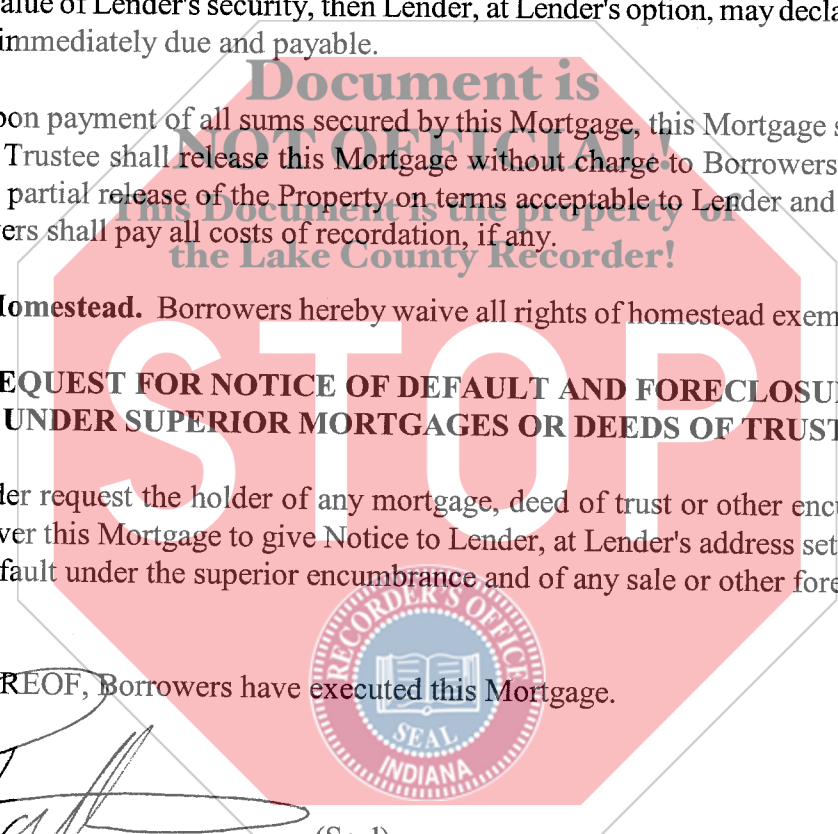 alue of Lender's security, then Lender, at Lender's option, may decla
immediately due and payable.
Document is
pon payment of all sums secured by this Mortgage, this Mortgage s
NOT OFFICIAL!
Trustee shall release this Mortgage without charge to Borrowers
partial release of the Property on terms acceptable to Lender and
This Document is the property of
ers shall pay all costs of recordation, if any.
the Lake County Recorder!
Homestead. Borrowers hereby waive all rights of homestead exem
STOP
EQUEST FOR NOTICE OF DEFAULT AND FORECLOSU
UNDER SUPERIOR MORTGAGES OR DEEDS OF TRUST
der request the holder of any mortgage, deed of trust or other encu
ver this Mortgage to give Notice to Lender, at Lender's address set
fault under the superior encumbrance and of any sale or other fore
RECORDER'S OFFICE
REOF, Borrowers have executed this Mortgage.
SEAL
INDIANA
(Seal)